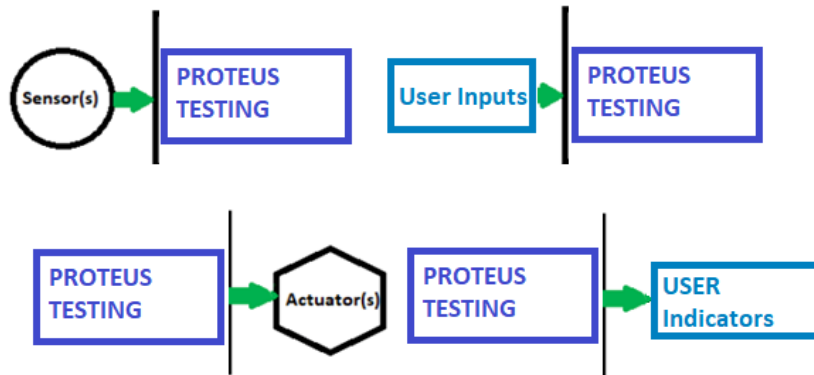 Sensor(s)
PROTEUS
TESTING
User Inputs
PROTEUS
TESTING
PROTEUS
TESTING
Actuator(s)
PROTEUS
TESTING
USER
Indicators